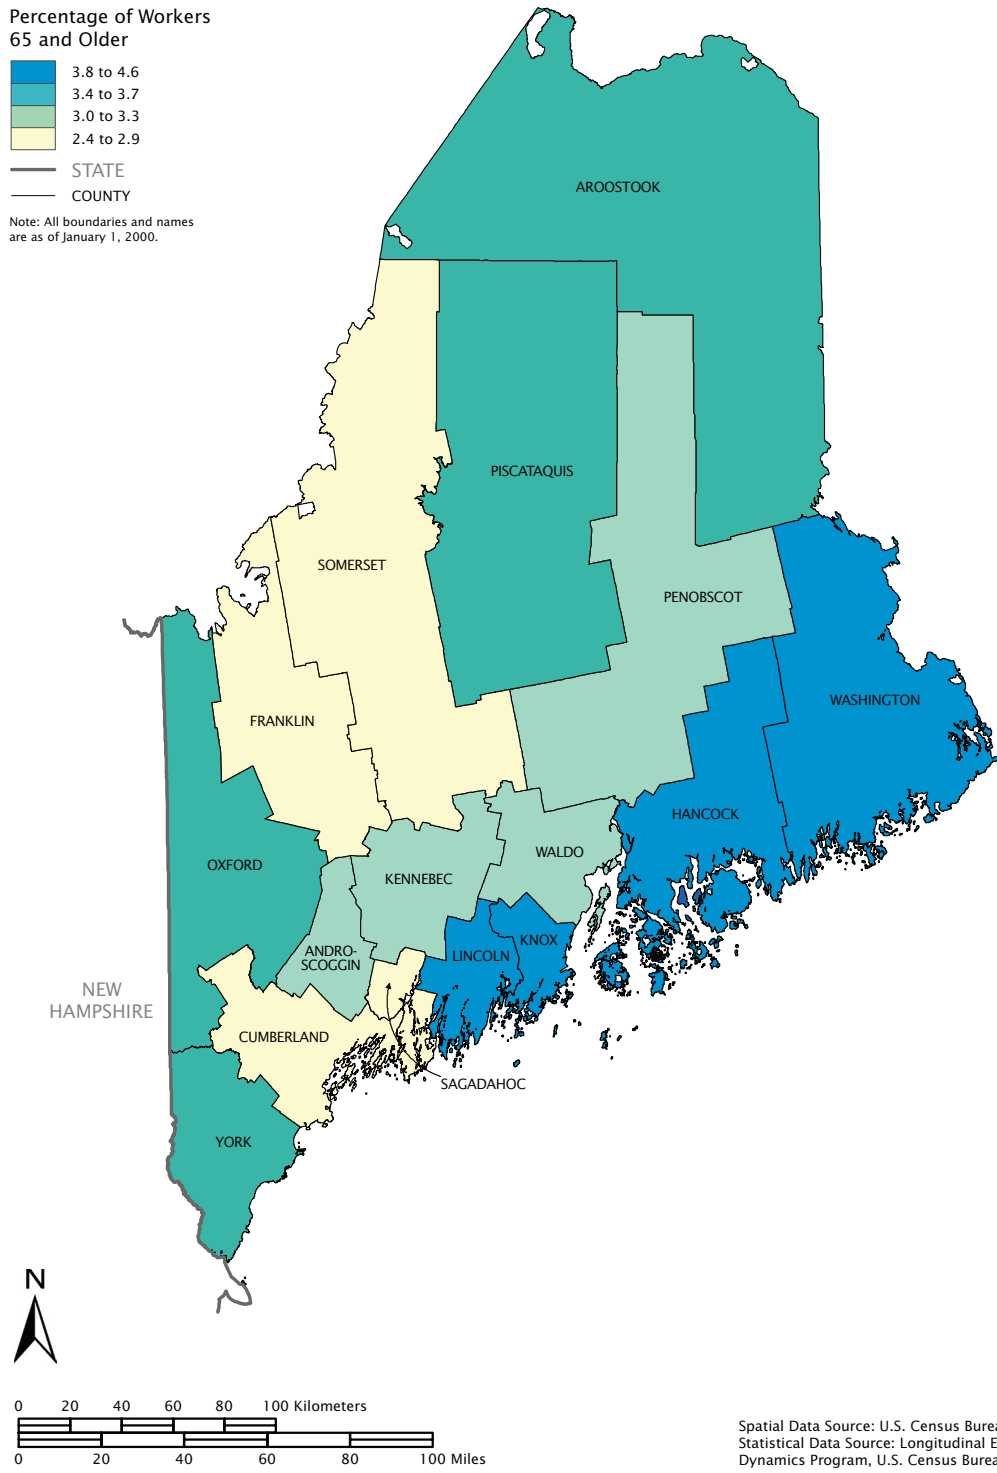 Percentage of Workers
65 and Older
3.8 to 4.6
3.4 to 3.7
3.0 to 3.3
2.4 to 2.9
STATE
COUNTY
Note: All boundaries and names
are as of January 1, 2000.
AROOSTOOK
PISCATAQUIS
SOMERSET
PENOBSCOT
FRANKLIN
WASHINGTON
HANCOCK
OXFORD
WALDO
KENNEBEC
KNOX
LINCOLN
ANDRO-
SCOGGIN
NEW
HAMPSHIRE
CUMBERLAND
SAGADAHOC
YORK
N
0 20 40 60 80 100 Kilometers
0 20 40 60 80 100 Miles
Spatial Data Source: U.S. Census Burea
Statistical Data Source: Longitudinal E
Dynamics Program, U.S. Census Burea